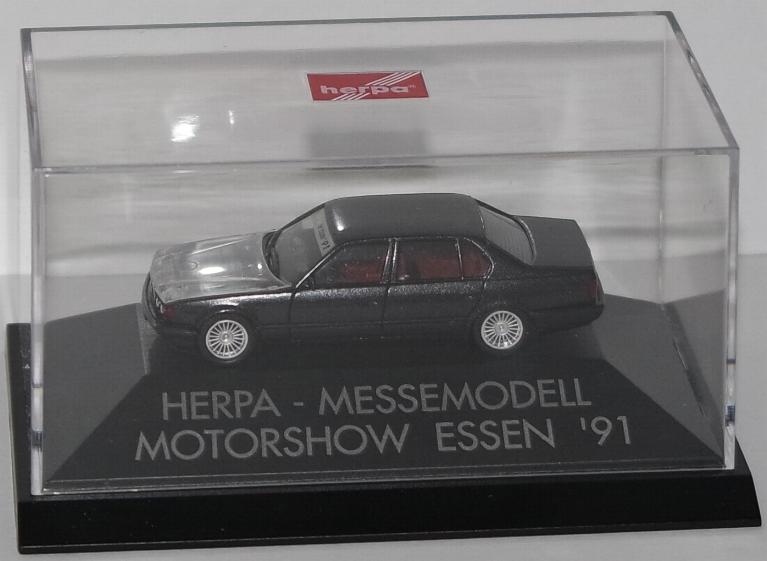 herpa
HERPA - MESSEMODELL
MOTORSHOW ESSEN '91